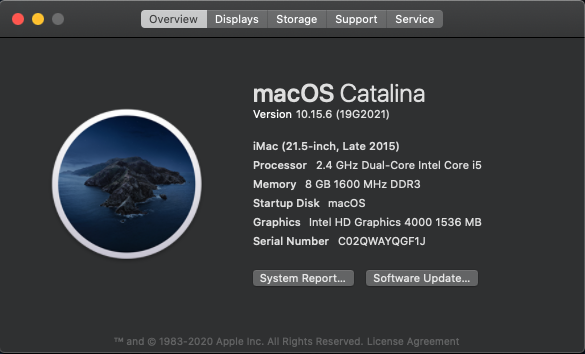 Overview Displays Storage Support Service
macOS Catalina
Version 10.15.6 (19G2021)
iMac (21.5-inch, Late 2015)
Processor 2.4 GHz Dual-Core Intel Core i5
Memory 8 GB 1600 MHz DDR3
Startup Disk macOS
Graphics Intel HD Graphics 4000 1536 MB
Serial Number C02QWAYQGF1J
System Report... Software Update...
™ and © 1983-2020 Apple Inc. All Rights Reserved. License Agreement